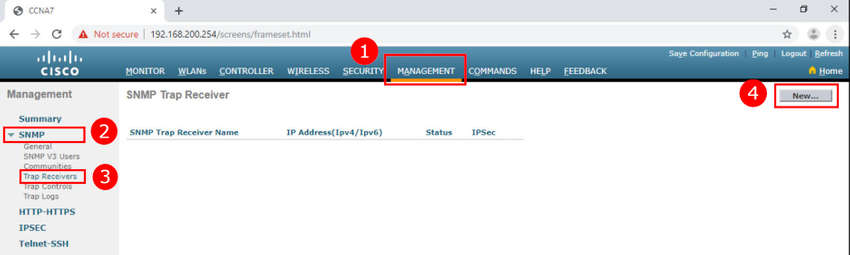 CCNA7
Not secure | 192.168.200.254/screens/frameset.html
Save Configuration | Ping | Logout | Refresh
CISCO
MONITOR WLANs CONTROLLER WIRELESS SECURITY MANAGEMENT COMMANDS HELP FEEDBACK Home
1
Management
SNMP Trap Receiver
4
New...
Summary
SNMP
2
General
SNMP V3 Users
Communities
Trap Receivers
3
Trap Controls
Trap Logs
HTTP-HTTPS
IPSEC
Telnet-SSH
SNMP Trap Receiver Name IP Address(Ipv4/Ipv6) Status IPSec